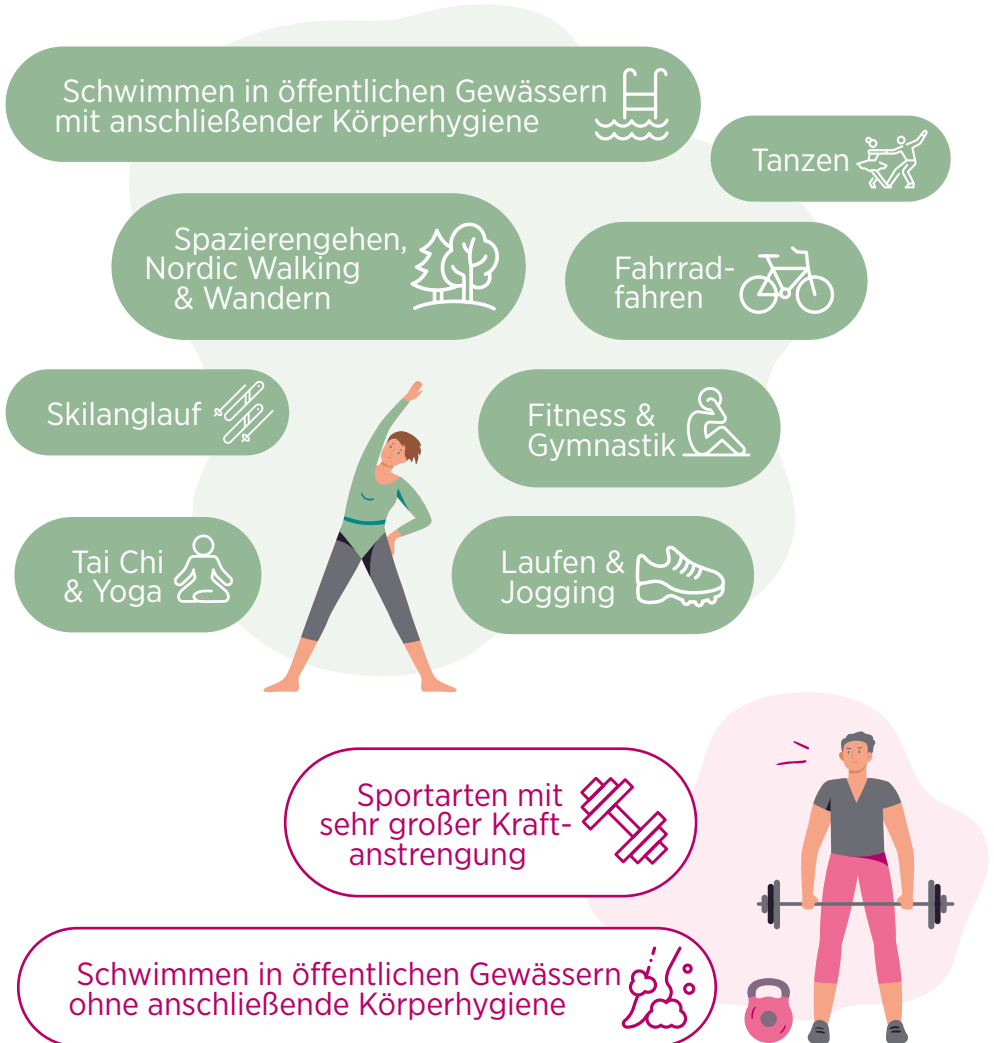 Schwimmen in öffentlichen Gewässern
mit anschließender Körperhygiene
Tanzen
Spazierengehen,
Nordic Walking
& Wandern
Fahrrad-
fahren
Skilanglauf
Fitness &
Gymnastik
Tai Chi
& Yoga
Laufen &
Jogging
Sportarten mit
sehr großer Kraft-
anstrengung
Schwimmen in öffentlichen Gewässern
ohne anschließende Körperhygiene